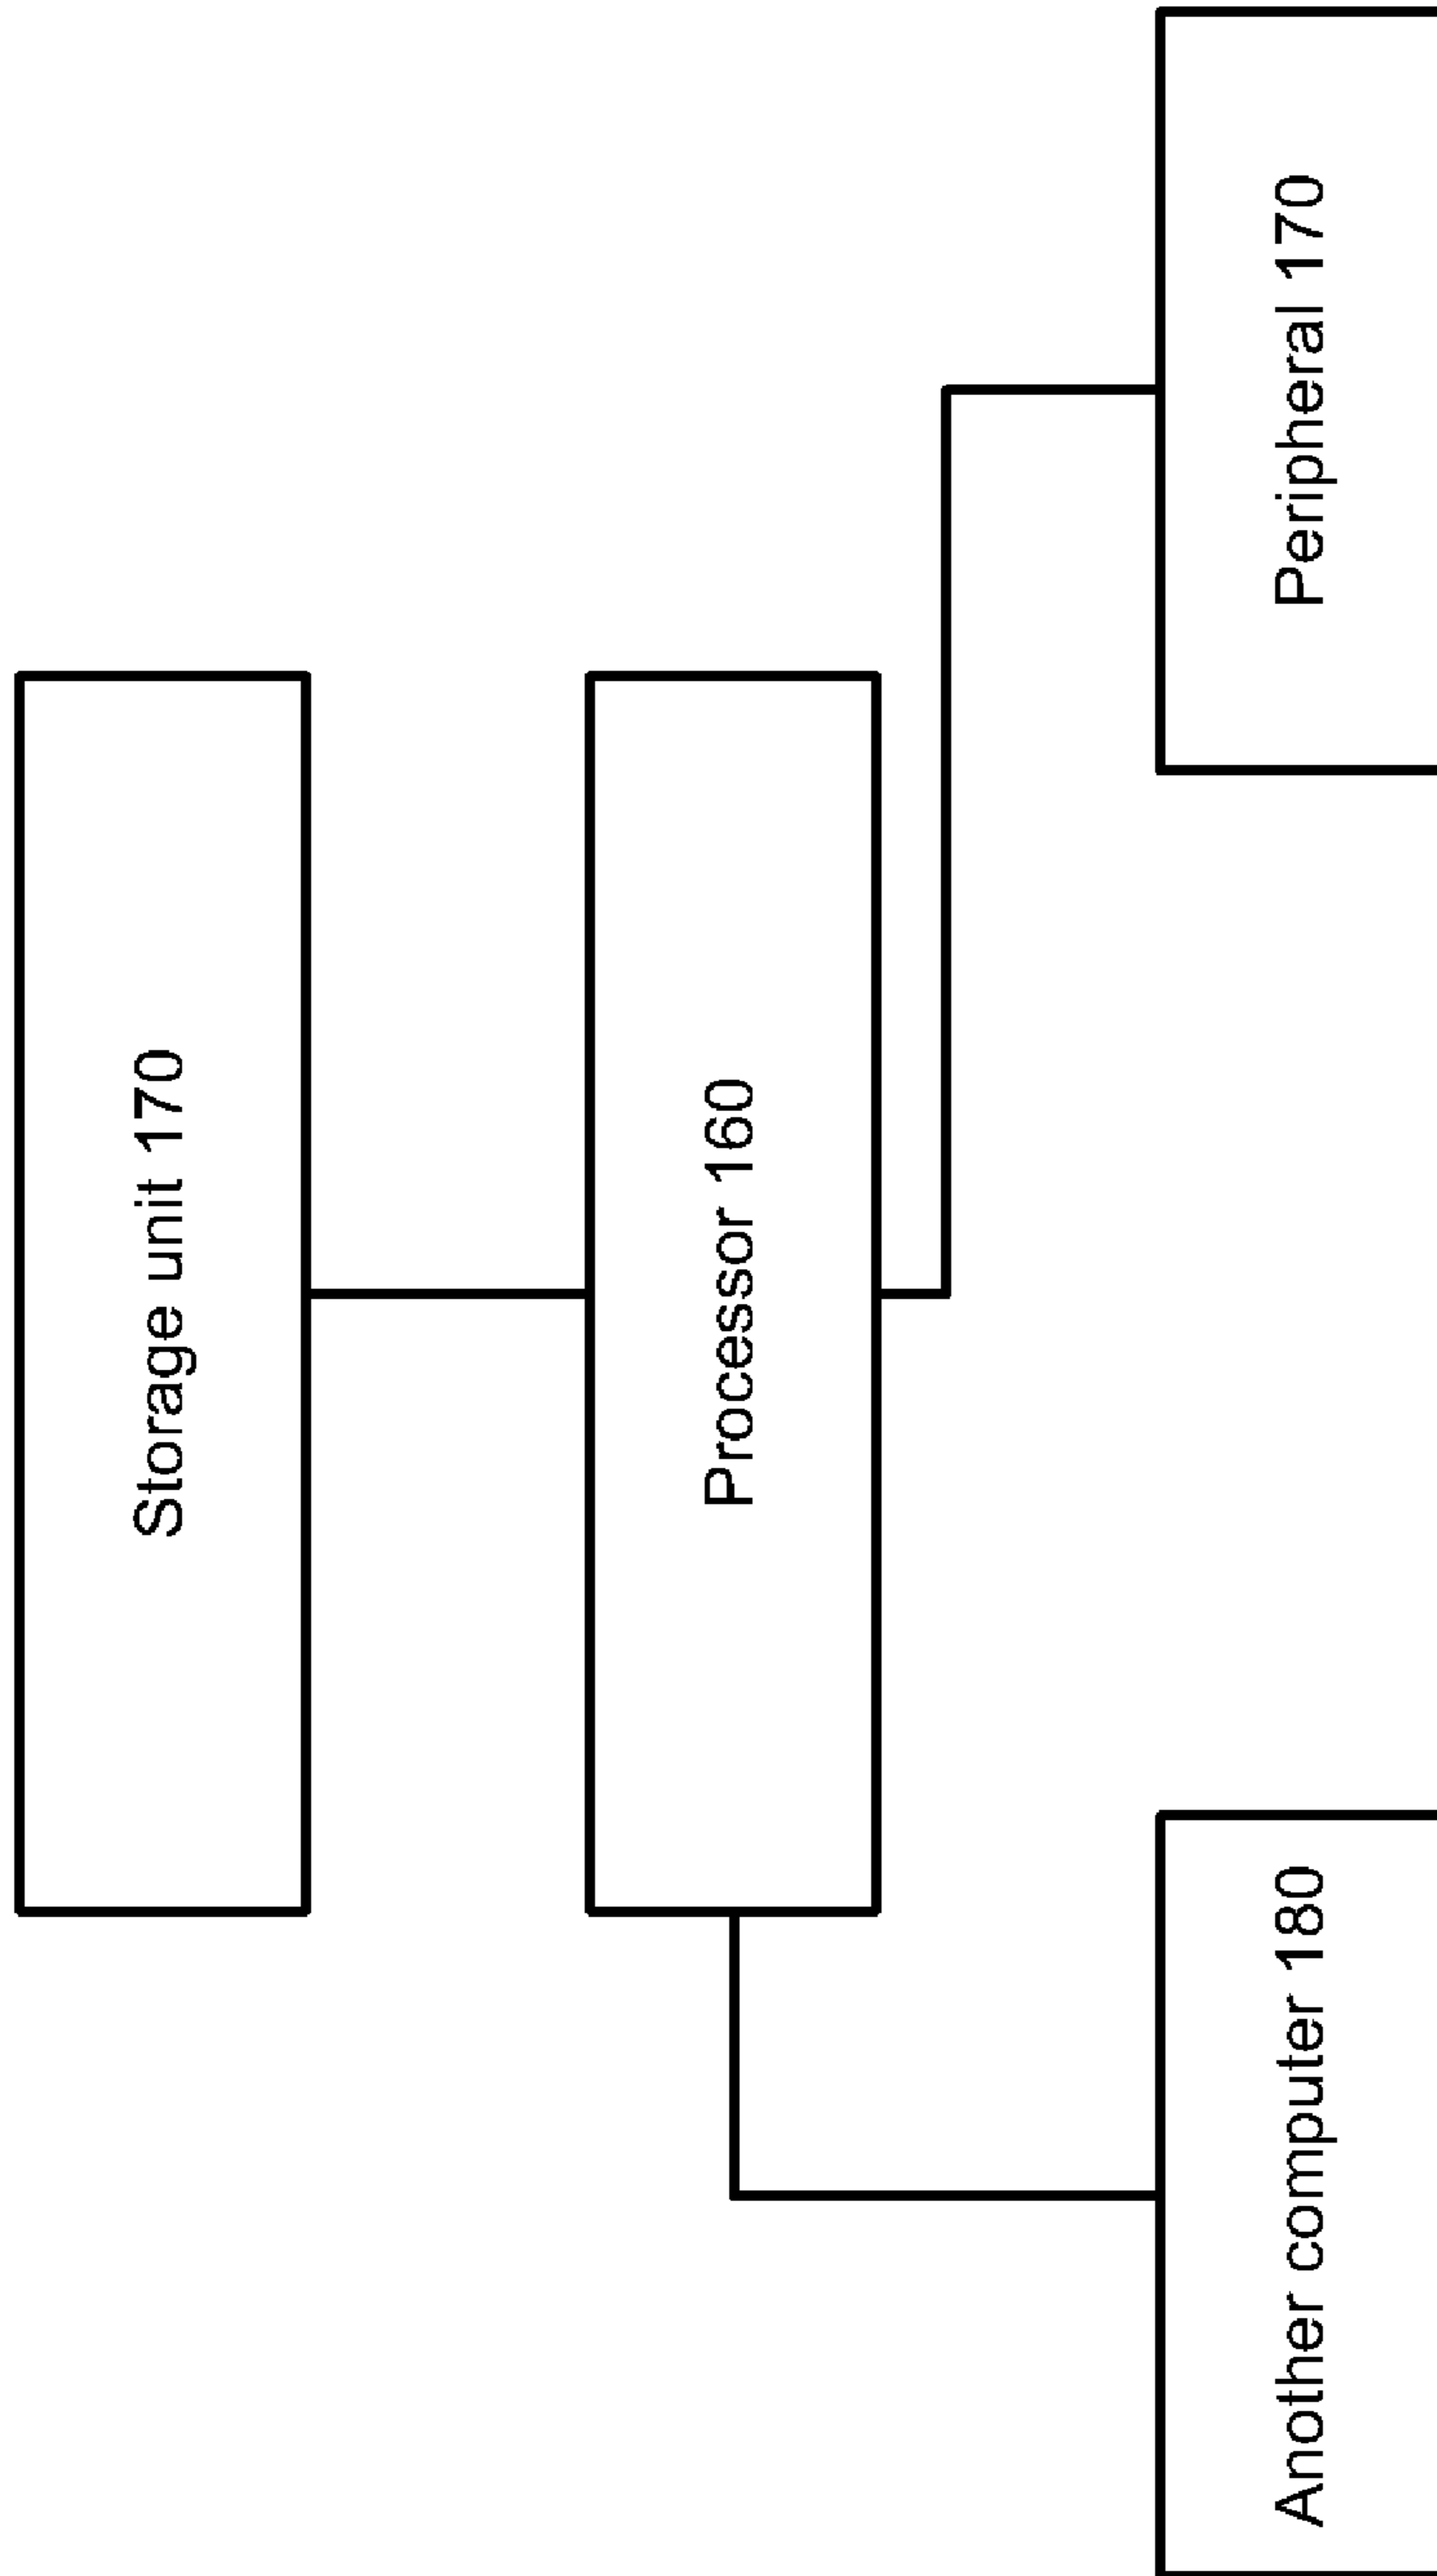 Storage unit 170
Processor 160
Another computer 180
Peripheral 170